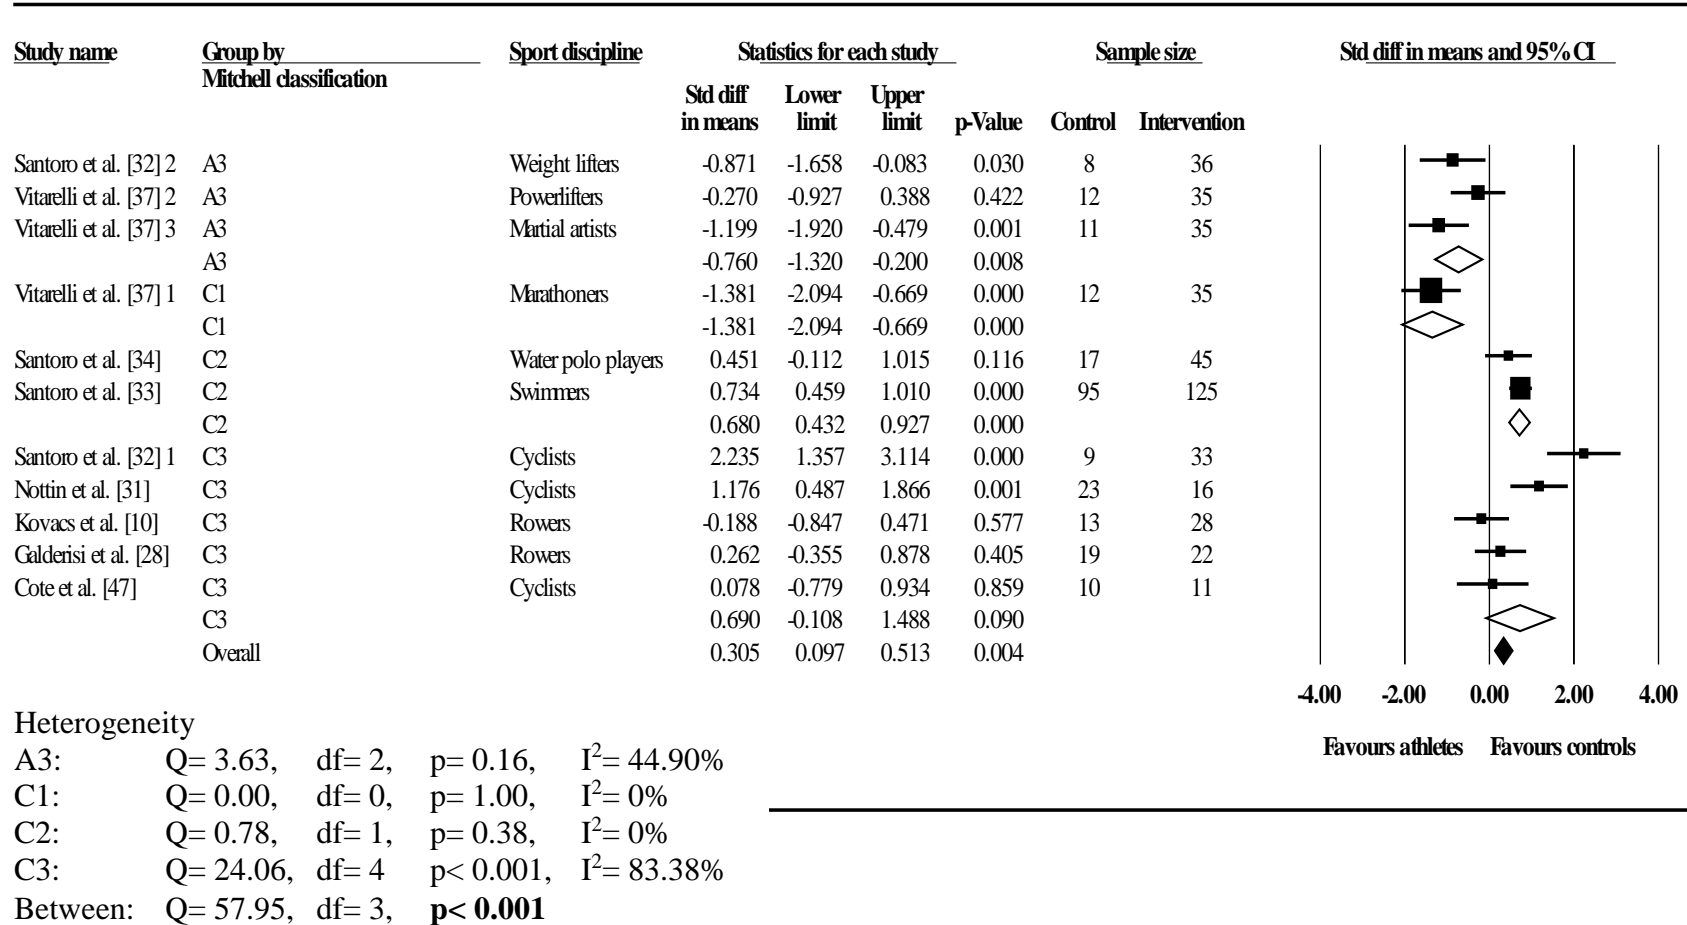 Study name Group by Sport discipline Statistics for each study Sample size Std diff in means and 95% CI
Mitchell classification
Std diff Lower Upper
in means limit limit p-Value Control Intervention
Santoro et al. [32] 2 A3 Weight lifters -0.871 -1.658 -0.083 0.030 8 36
Vitarelli et al. [37] 2 A3 Powerlifters -0.270 -0.927 0.388 0.422 12 35
Vitarelli et al. [37] 3 A3 Martial artists -1.199 -1.920 -0.479 0.001 11 35
A3 -0.760 -1.320 -0.200 0.008
Vitarelli et al. [37] 1 C1 Marathoners -1.381 -2.094 -0.669 0.000 12 35
C1 -1.381 -2.094 -0.669 0.000
Santoro et al. [34] C2 Water polo players 0.451 -0.112 1.015 0.116 17 45
Santoro et al. [33] C2 Swimmers 0.734 0.459 1.010 0.000 95 125
C2 0.680 0.432 0.927 0.000
Santoro et al. [32] 1 C3 Cyclists 2.235 1.357 3.114 0.000 9 33
Nottin et al. [31] C3 Cyclists 1.176 0.487 1.866 0.001 23 16
Kovacs et al. [10] C3 Rowers -0.188 -0.847 0.471 0.577 13 28
Galderisi et al. [28] C3 Rowers 0.262 -0.355 0.878 0.405 19 22
Cote et al. [47] C3 Cyclists 0.078 -0.779 0.934 0.859 10 11
C3 0.690 -0.108 1.488 0.090
Overall 0.305 0.097 0.513 0.004
-4.00 -2.00 0.00 2.00 4.00
Favours athletes Favours controls
Heterogeneity
A3: Q= 3.63, df= 2, p= 0.16, I²= 44.90%
C1: Q= 0.00, df= 0, p= 1.00, I²= 0%
C2: Q= 0.78, df= 1, p= 0.38, I²= 0%
C3: Q= 24.06, df= 4 p< 0.001, I²= 83.38%
Between: Q= 57.95, df= 3, p< 0.001